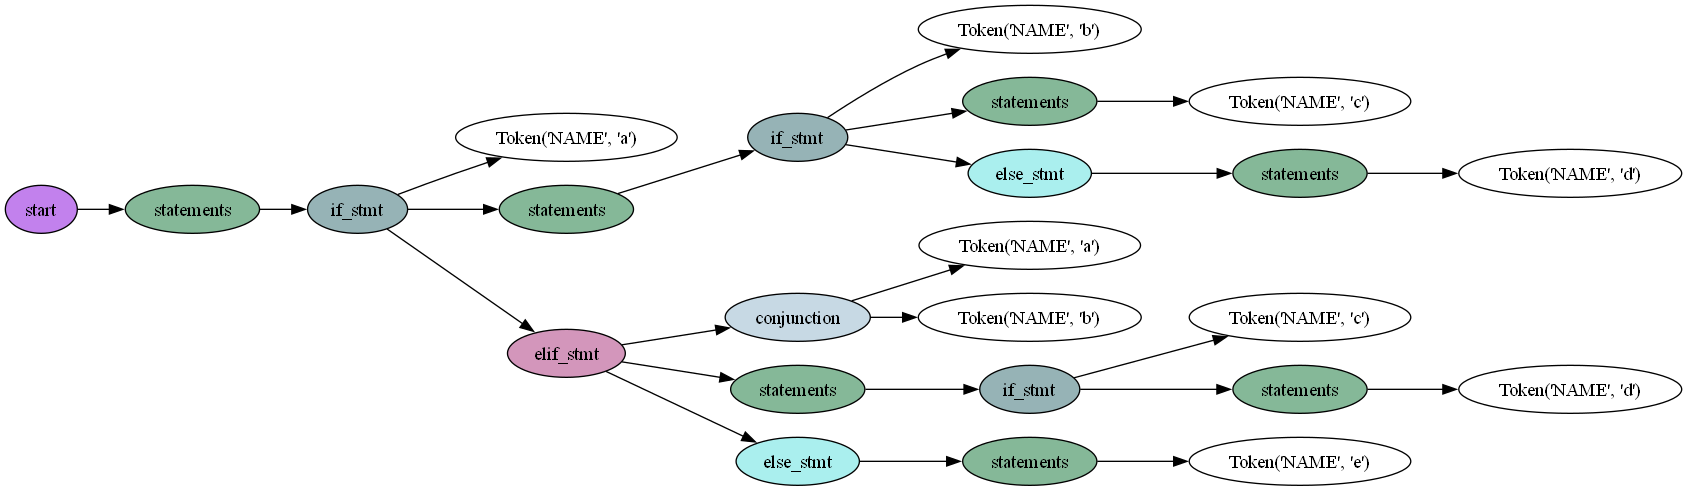 Token('NAME', 'b')
statements
Token('NAME', 'c')
Token('NAME', 'a')
if_stmt
else_stmt
statements
Token('NAME', 'd')
start
statements
if_stmt
statements
Token('NAME', 'a')
conjunction
Token('NAME', 'b')
Token('NAME', 'c')
elif_stmt
statements
if_stmt
statements
Token('NAME', 'd')
else_stmt
statements
Token('NAME', 'e')